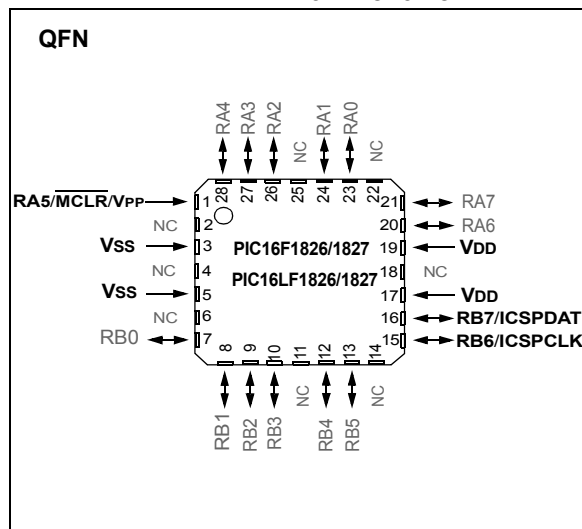 QFN
RA4
RA3
RA2
NC
RA1
RA0
NC
28
27
26
25
24
23
22
RA5/MCLR/VPP
1
21
RA7
NC
2
20
RA6
VSS
3
PIC16F1826/1827
19
VDD
NC
4
PIC16LF1826/1827
18
NC
VSS
5
17
VDD
NC
6
16
RB7/ICSPDAT
RB0
7
15
RB6/ICSPCLK
8
9
10
11
12
13
14
RB1
RB2
RB3
NC
RB4
RB5
NC